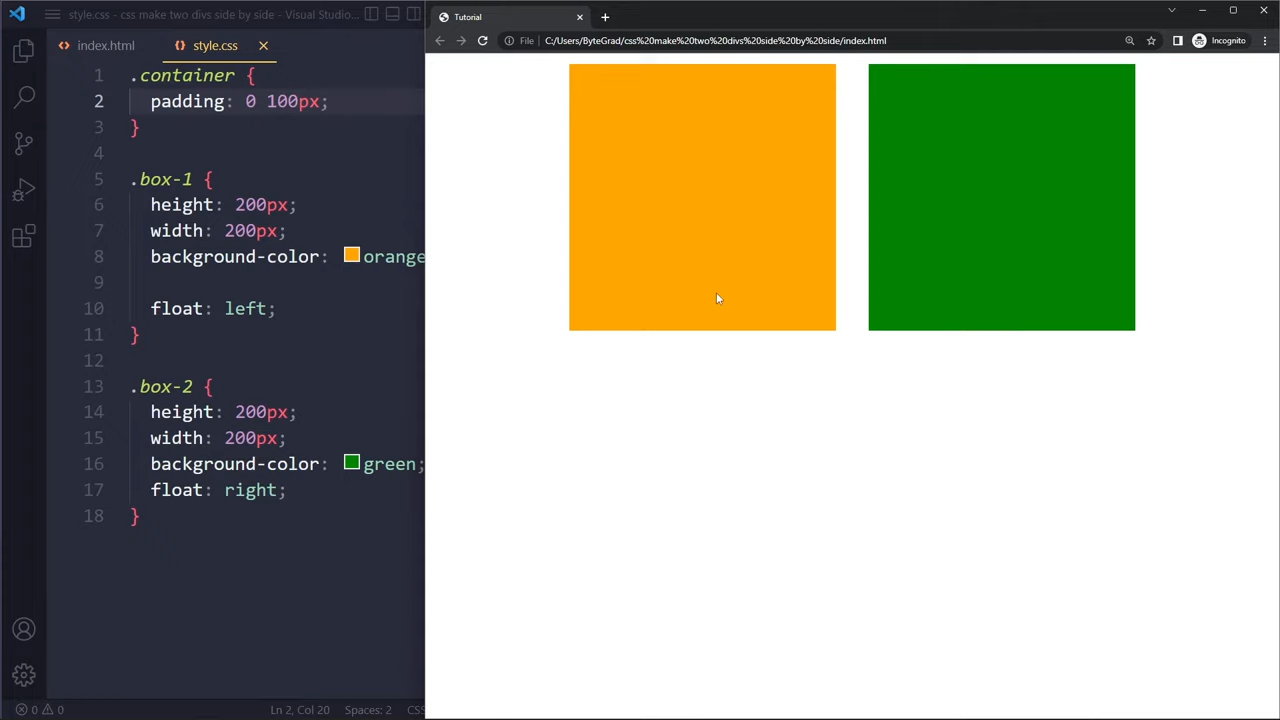 style.css - css make two divs side by side - Visual Studio...
Tutorial
File
C:/Users/ByteGrad/css%20make%20two%20divs%20side%20by%20side/index.html
Incognito
index.html
style.css
1 .container {
2 padding: 0 100px;
3 }
4
5 .box-1 {
6 height: 200px;
7 width: 200px;
8 background-color: orange
9
10 float: left;
11 }
12
13 .box-2 {
14 height: 200px;
15 width: 200px;
16 background-color: green;
17 float: right;
18 }
0 0
Ln 2, Col 20
Spaces: 2
CSS